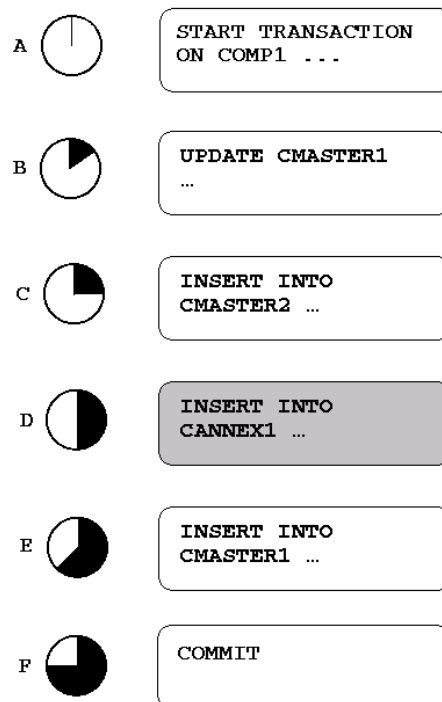 A
START TRANSACTION
ON COMP1 ...
B
UPDATE CMASTER1
…
C
INSERT INTO
CMASTER2 …
D
INSERT INTO
CANNEX1 …
E
INSERT INTO
CMASTER1 …
F
COMMIT